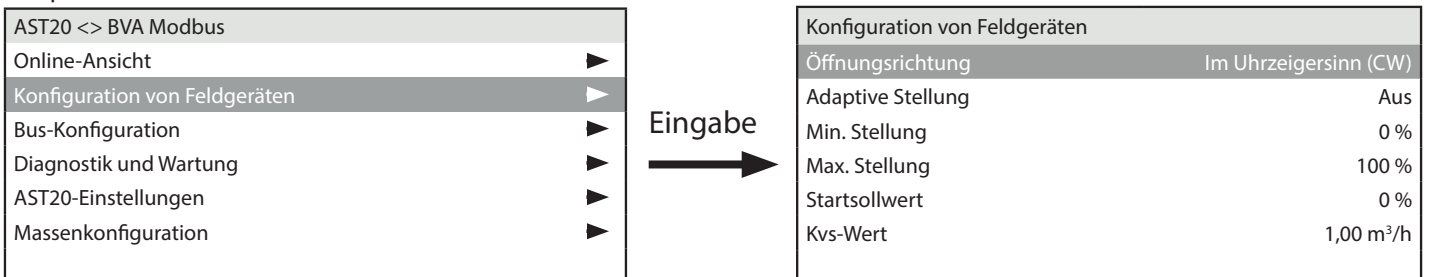 AST20 <> BVA Modbus
Online-Ansicht
Konfiguration von Feldgeräten
Bus-Konfiguration
Diagnostik und Wartung
AST20-Einstellungen
Massenkonfiguration
Eingabe
Konfiguration von Feldgeräten
Öffnungsrichtung Im Uhrzeigersinn (CW)
Adaptive Stellung Aus
Min. Stellung 0 %
Max. Stellung 100 %
Startsollwert 0 %
Kvs-Wert 1,00 m³/h